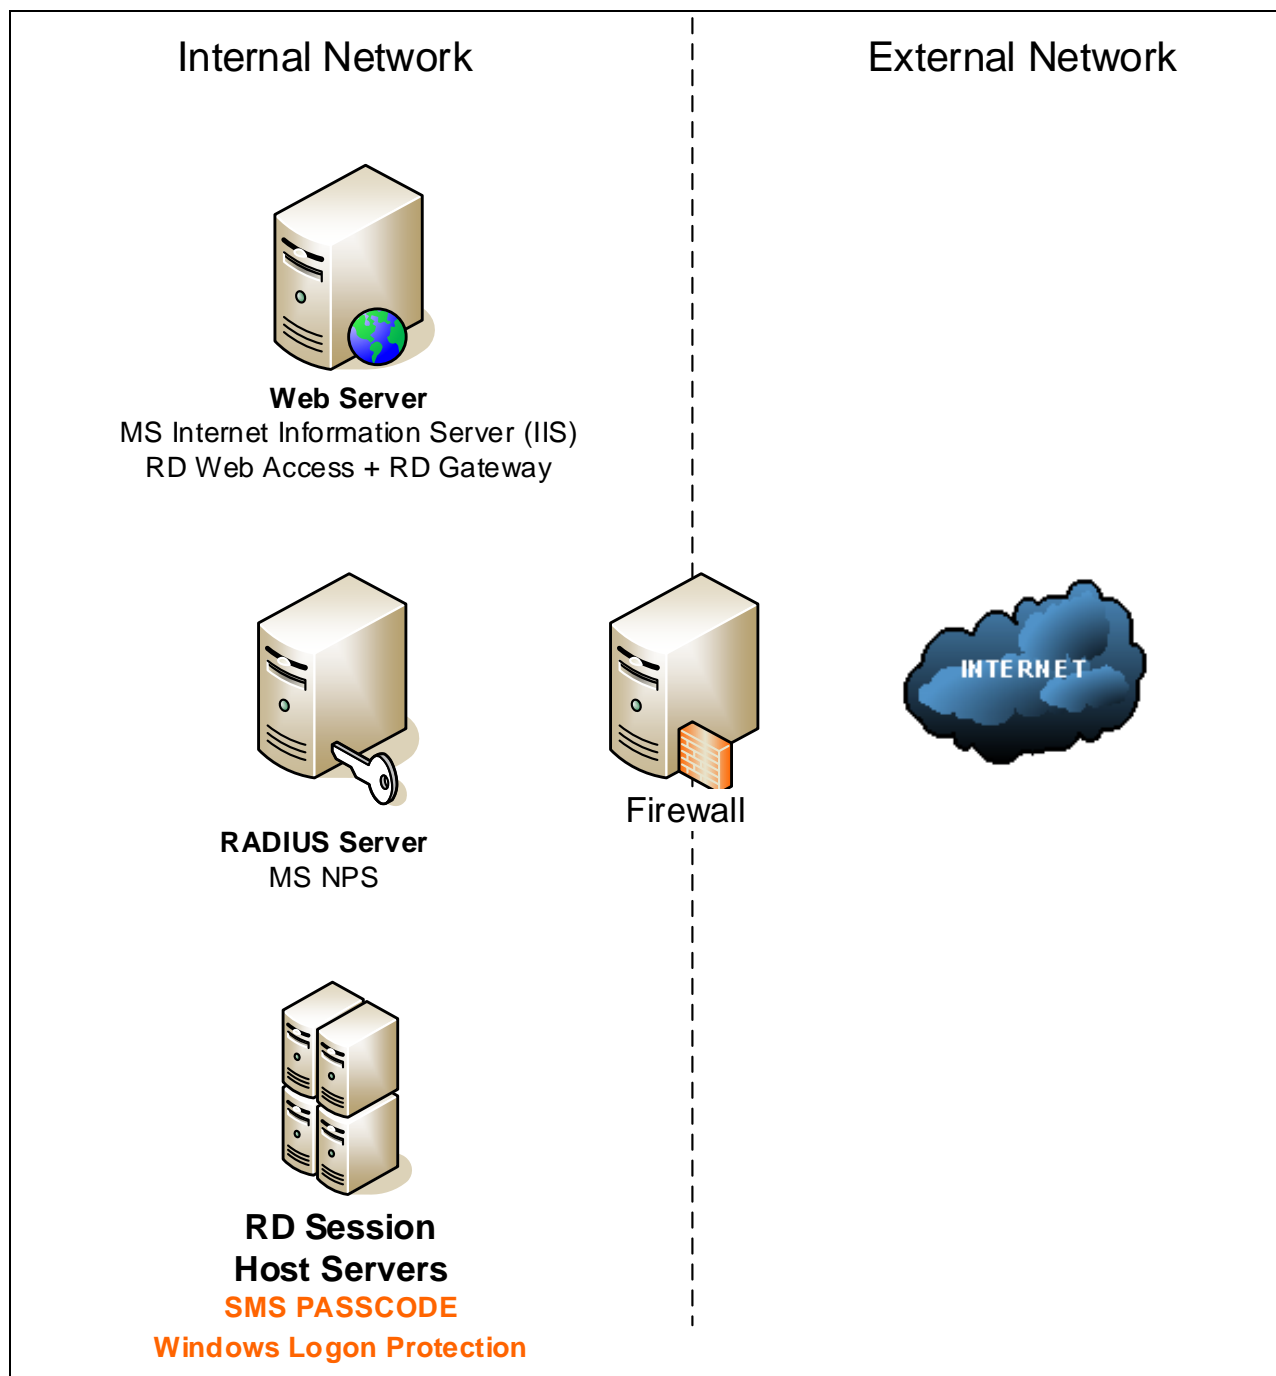 Internal Network
External Network
Web Server
MS Internet Information Server (IIS)
RD Web Access + RD Gateway
INTERNET
Firewall
RADIUS Server
MS NPS
RD Session
Host Servers
SMS PASSCODE
Windows Logon Protection